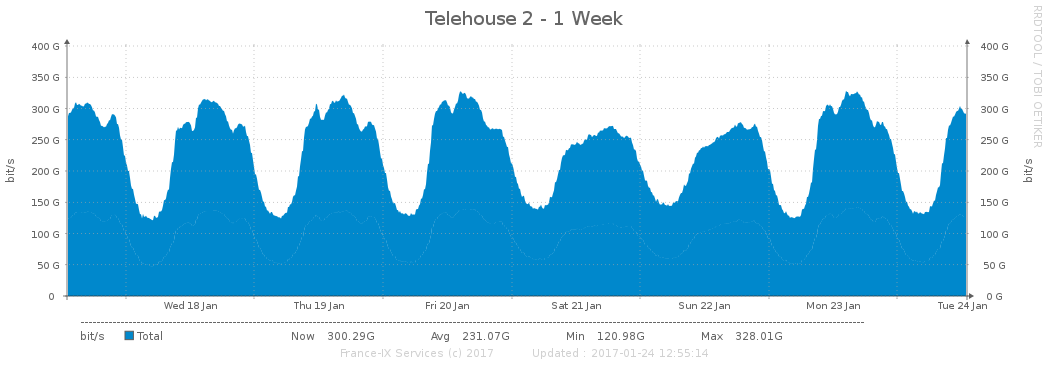 Telehouse 2 - 1 Week
RRDTOOL / TOBI OETIKER
400 G 400 G
350 G 350 G
300 G 300 G
250 G 250 G
200 G 200 G
150 G 150 G
100 G 100 G
50 G 50 G
0 0 G
bit/s bit/s
Wed 18 Jan Thu 19 Jan Fri 20 Jan Sat 21 Jan Sun 22 Jan Mon 23 Jan Tue 24 Jan
bit/s Total Now 300.29G Avg 231.07G Min 120.98G Max 328.01G
France-IX Services (c) 2017 Updated : 2017-01-24 12:55:14